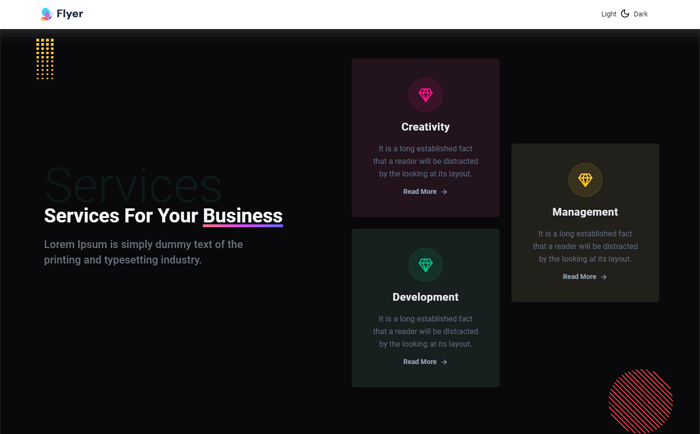 Flyer
Light Dark
Services
Services For Your Business
Lorem Ipsum is simply dummy text of the
printing and typesetting industry.
Creativity
It is a long established fact
that a reader will be distracted
by the looking at its layout.
Read More
Development
It is a long established fact
that a reader will be distracted
by the looking at its layout.
Read More
Management
It is a long established fact
that a reader will be distracted
by the looking at its layout.
Read More